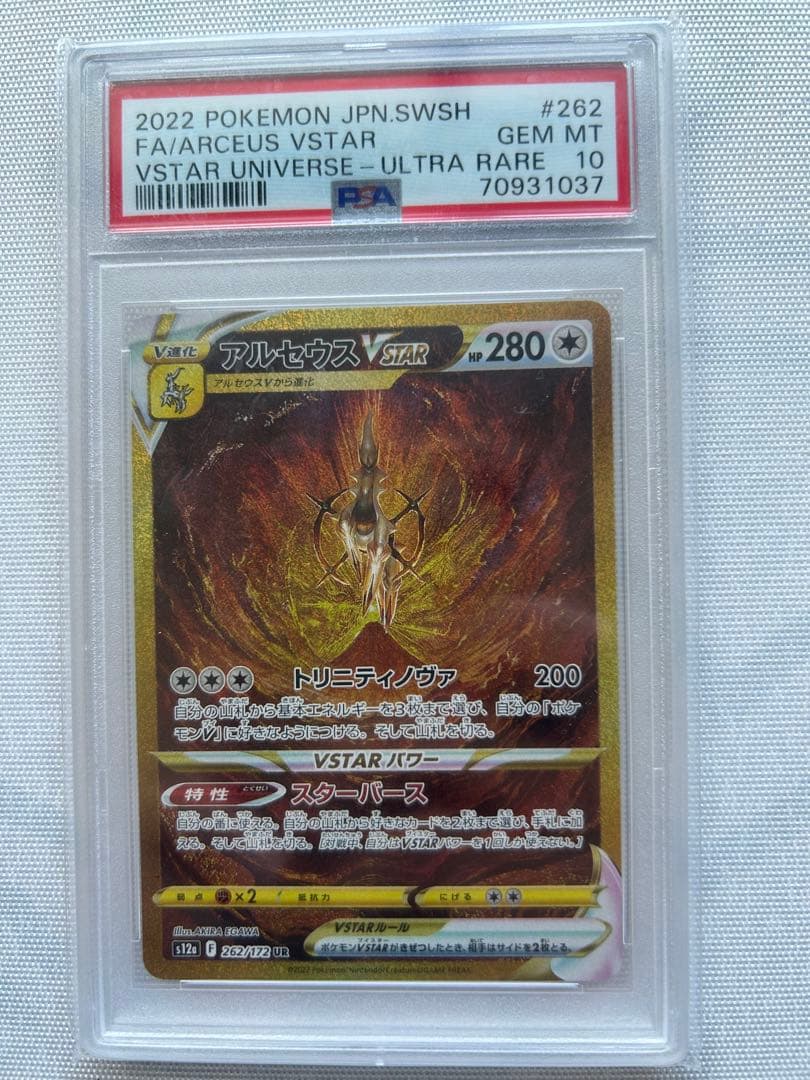 2022 POKEMON JPN.SWSH #262
FA/ARCEUS VSTAR GEM MT
VSTAR UNIVERSE-ULTRA RARE 10
PSA 70931037
V進化 アルセウス VSTAR HP 280
アルセウスVから進化
トリニティノヴァ 200
自分の山札から基本エネルギーを3枚まで選び、自分の「ポケ
モンV」に好きなようにつける。そして山札を切る。
VSTARパワー
特性 スターバース
自分の番に使える。自分の山札から好きなカードを2枚まで選び、手札に加
える。そして山札を切る。[対戦中、自分はVSTARパワーを1回しか使えない。]
弱点 ×2 抵抗力 にげる
Illus. AKIRA EGAWA
VSTARルール
s12a F 262/172 UR
ポケモンVSTARがきぜつしたとき、相手はサイドを2枚とる。
©2022 Pokémon/Nintendo/Creatures/GAME FREAK